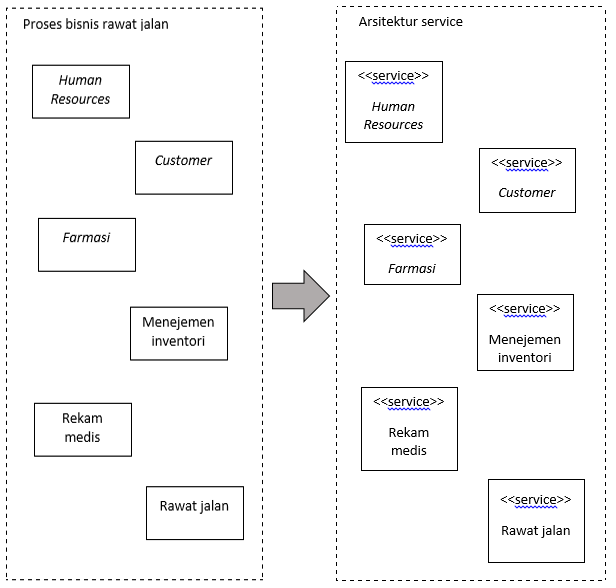 Proses bisnis rawat jalan
Human
Resources
Customer
Farmasi
Menejemen
inventori
Rekam
medis
Rawat jalan
Arsitektur service
<<service>>
Human
Resources
<<service>>
Customer
<<service>>
Farmasi
<<service>>
Menejemen
inventori
<<service>>
Rekam
medis
<<service>>
Rawat jalan